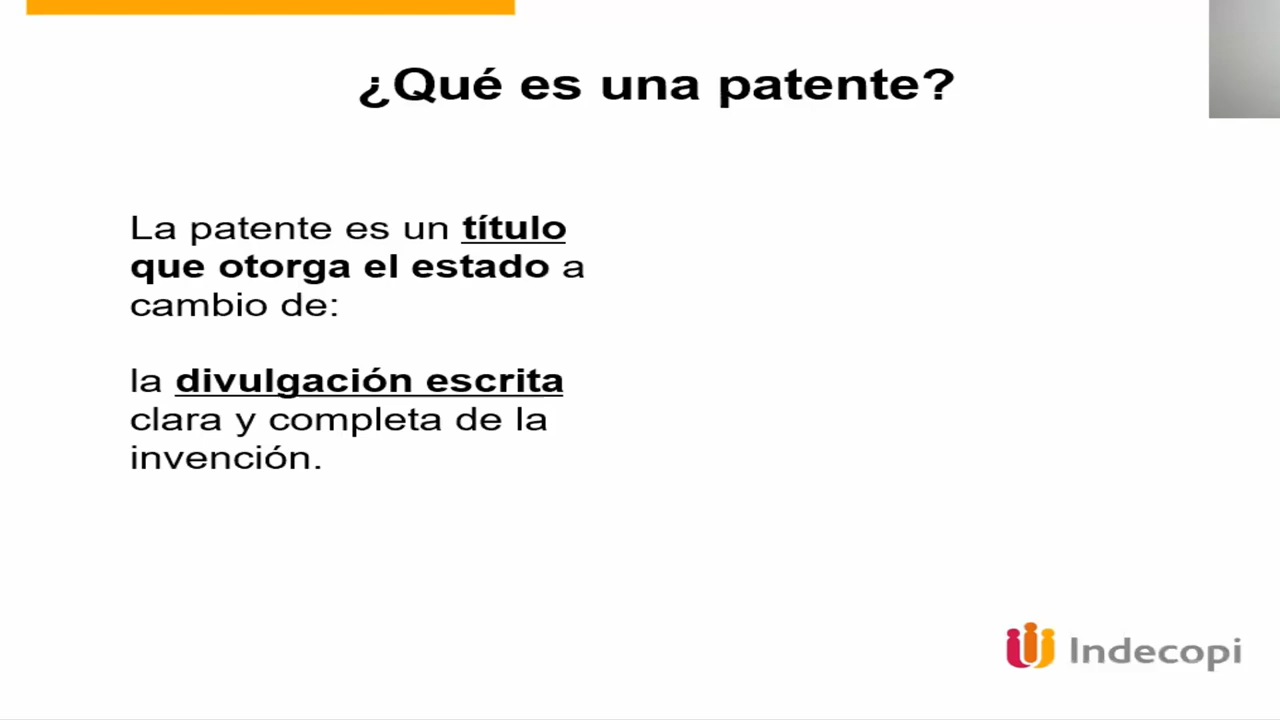 ¿Qué es una patente?
La patente es un título
que otorga el estado a
cambio de:
la divulgación escrita
clara y completa de la
invención.
Indecopi